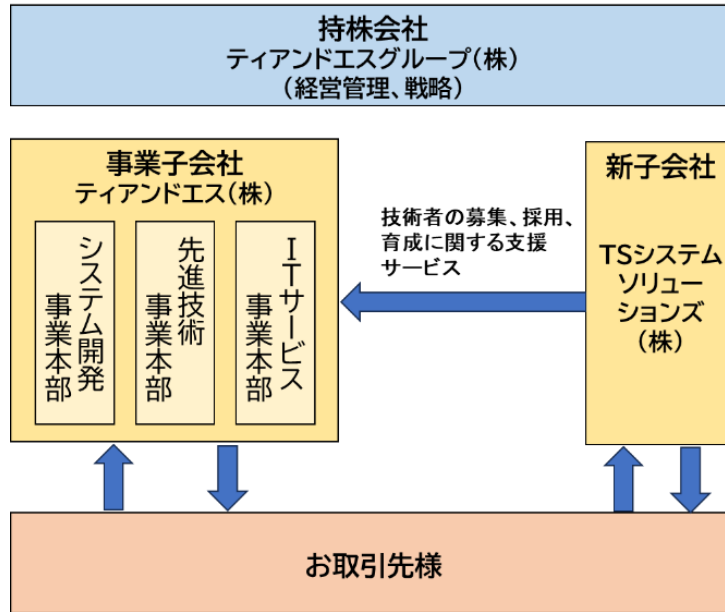 持株会社
ティアンドエスグループ(株)
(経営管理、戦略)
事業子会社
ティアンドエス(株)
システム開発
事業本部
先進技術
事業本部
ITサービス
事業本部
技術者の募集、採用、
育成に関する支援
サービス
新子会社
TSシステム
ソリュー
ションズ
(株)
お取引先様